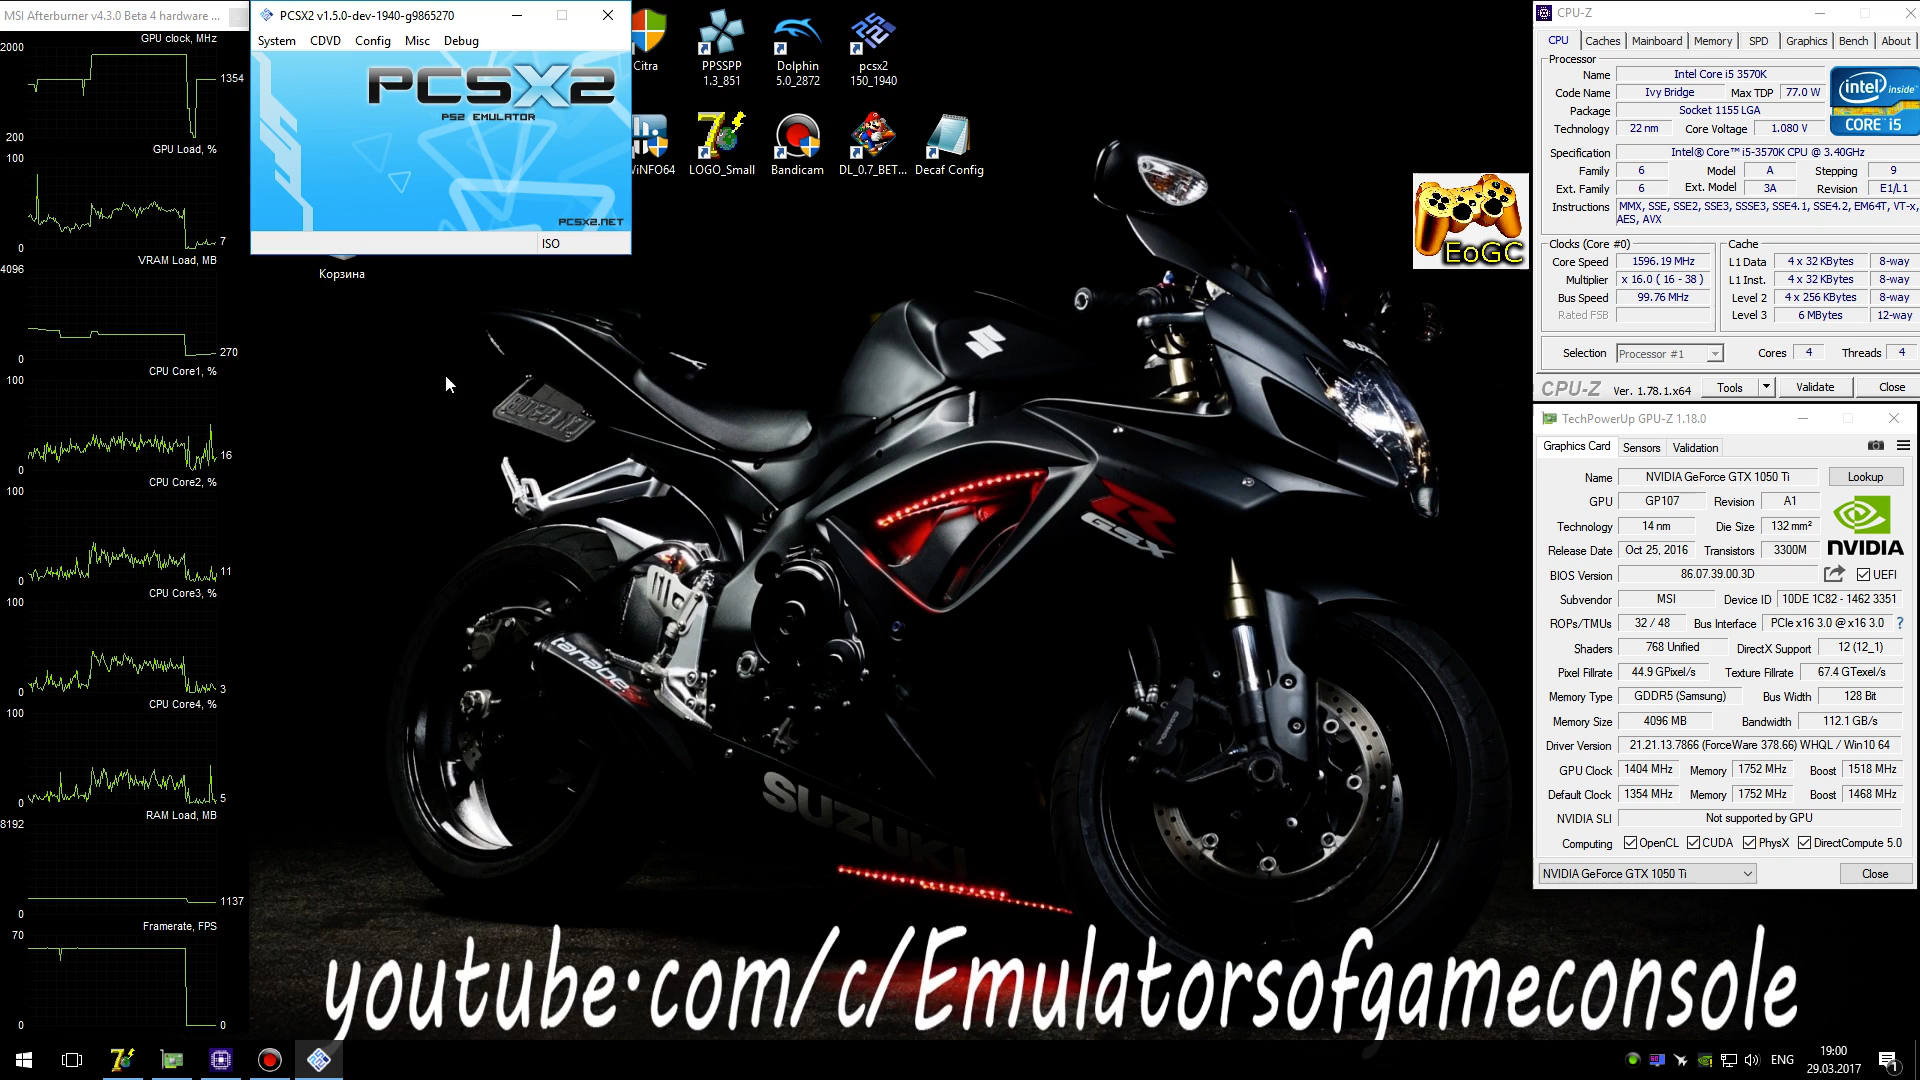 MSI Afterburner v4.3.0 Beta 4 hardware ...
GPU clock, MHz
2000
1354
200
GPU Load, %
100
7
0
VRAM Load, MB
4096
270
0
CPU Core1, %
100
16
0
CPU Core2, %
100
11
0
CPU Core3, %
100
3
0
CPU Core4, %
100
5
0
RAM Load, MB
8192
1137
0
Framerate, FPS
70
0
0
PCSX2 v1.5.0-dev-1940-g9865270
System CDVD Config Misc Debug
PCSX2
PS2 EMULATOR
PCSX2.NET
ISO
Корзина
Citra
PPSSPP
1.3_851
Dolphin
5.0_2872
pcsx2
150_1940
LOGO_Small
Bandicam
DL_0.7_BET...
Decaf Config
EoGC
SUZUKI
R
GSX
SUZUKI
youtube.com/c/Emulatorsofgameconsole
CPU-Z
CPU Caches Mainboard Memory SPD Graphics Bench About
Processor
Name Intel Core i5 3570K
Code Name Ivy Bridge Max TDP 77.0 W
Package Socket 1155 LGA
Technology 22 nm Core Voltage 1.080 V
intel inside™
CORE i5
Specification Intel® Core™ i5-3570K CPU @ 3.40GHz
Family 6 Model A Stepping 9
Ext. Family 6 Ext. Model 3A Revision E1/L1
Instructions MMX, SSE, SSE2, SSE3, SSSE3, SSE4.1, SSE4.2, EM64T, VT-x,
AES, AVX
Clocks (Core #0)
Core Speed 1596.19 MHz
Multiplier x 16.0 ( 16 - 38 )
Bus Speed 99.76 MHz
Rated FSB
Cache
L1 Data 4 x 32 KBytes 8-way
L1 Inst. 4 x 32 KBytes 8-way
Level 2 4 x 256 KBytes 8-way
Level 3 6 MBytes 12-way
Selection Processor #1 Cores 4 Threads 4
CPU-Z Ver. 1.78.1.x64 Tools Validate Close
TechPowerUp GPU-Z 1.18.0
Graphics Card Sensors Validation
Name NVIDIA GeForce GTX 1050 Ti Lookup
GPU GP107 Revision A1
Technology 14 nm Die Size 132 mm²
Release Date Oct 25, 2016 Transistors 3300M
NVIDIA
BIOS Version 86.07.39.00.3D UEFI
Subvendor MSI Device ID 10DE 1C82 - 1462 3351
ROPs/TMUs 32 / 48 Bus Interface PCIe x16 3.0 @ x16 3.0 ?
Shaders 768 Unified DirectX Support 12 (12_1)
Pixel Fillrate 44.9 GPixel/s Texture Fillrate 67.4 GTexel/s
Memory Type GDDR5 (Samsung) Bus Width 128 Bit
Memory Size 4096 MB Bandwidth 112.1 GB/s
Driver Version 21.21.13.7866 (ForceWare 378.66) WHQL / Win10 64
GPU Clock 1404 MHz Memory 1752 MHz Boost 1518 MHz
Default Clock 1354 MHz Memory 1752 MHz Boost 1468 MHz
NVIDIA SLI Not supported by GPU
Computing OpenCL CUDA PhysX DirectCompute 5.0
NVIDIA GeForce GTX 1050 Ti Close
ENG
19:00
29.03.2017
1